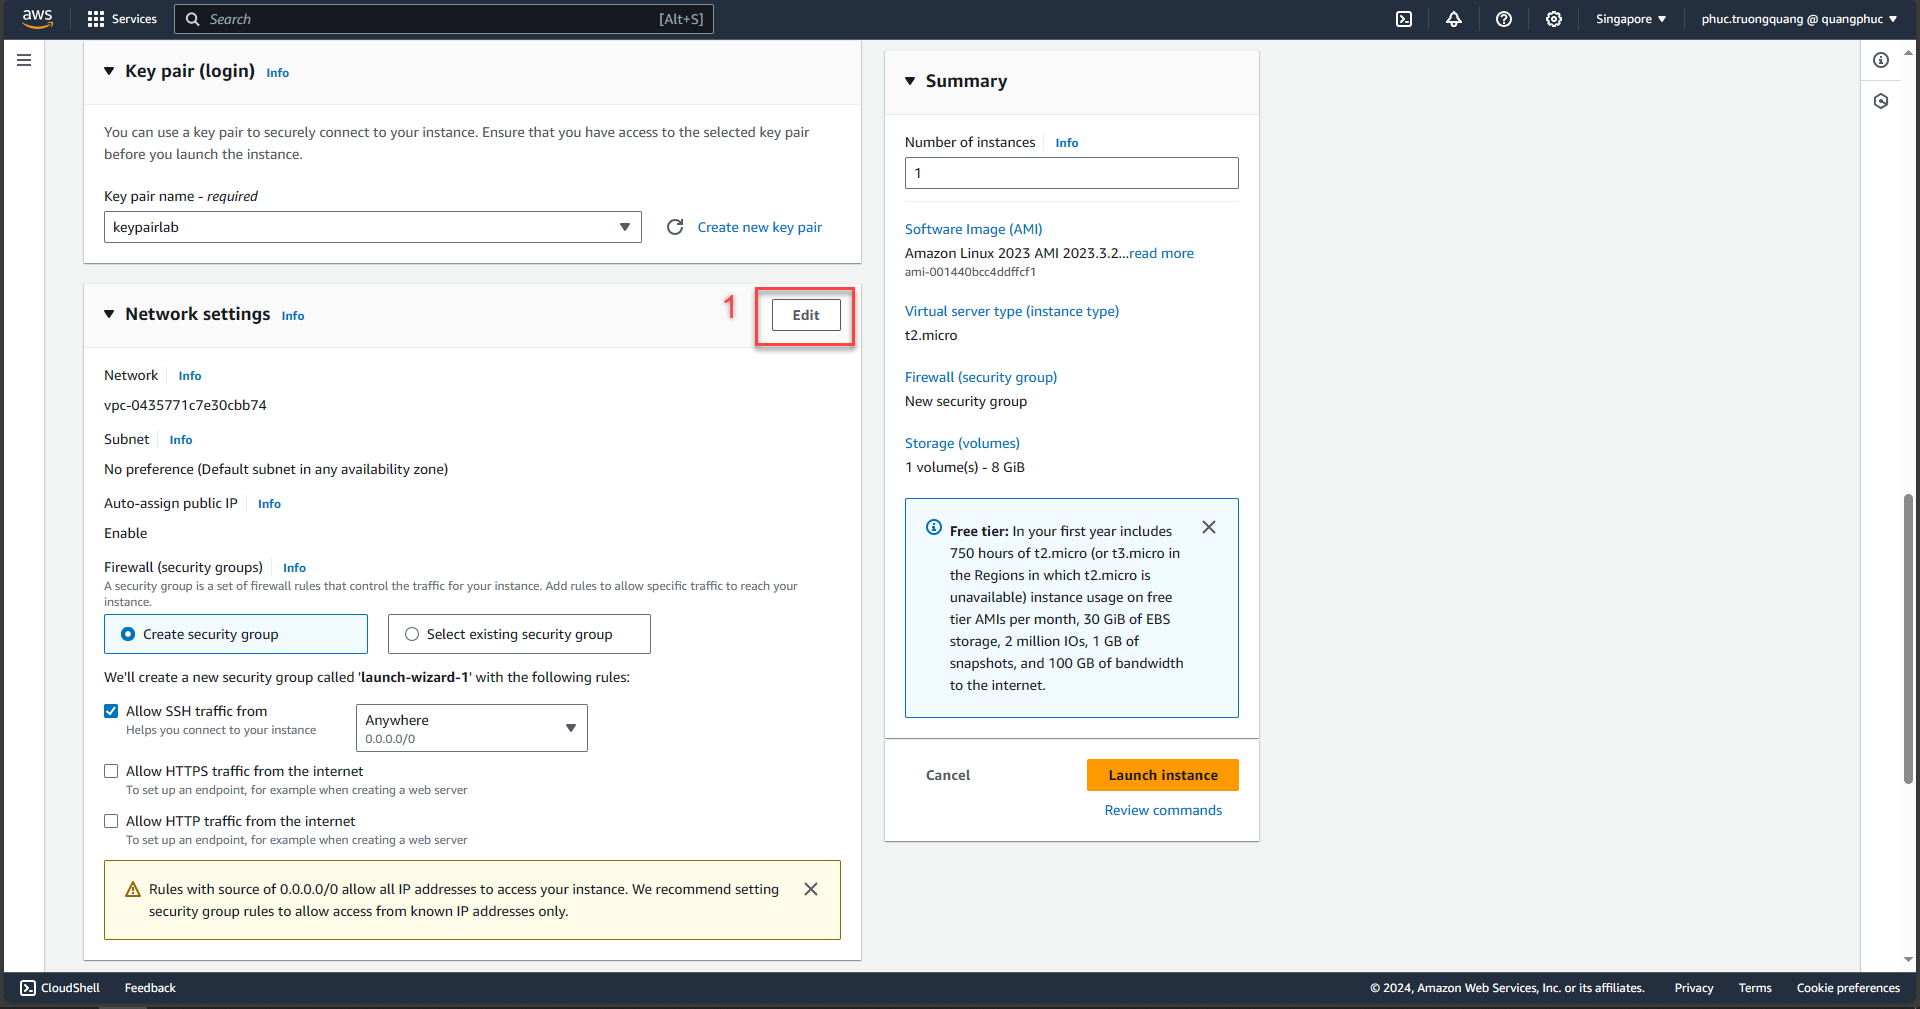 aws
Services
Search
[Alt+S]
Singapore
phuc.truongquang @ quangphuc
Key pair (login) Info
You can use a key pair to securely connect to your instance. Ensure that you have access to the selected key pair
before you launch the instance.
Key pair name - required
keypairlab
Create new key pair
Network settings Info
1
Edit
Network Info
vpc-0435771c7e30cbb74
Subnet Info
No preference (Default subnet in any availability zone)
Auto-assign public IP Info
Enable
Firewall (security groups) Info
A security group is a set of firewall rules that control the traffic for your instance. Add rules to allow specific traffic to reach your
instance.
Create security group
Select existing security group
We'll create a new security group called 'launch-wizard-1' with the following rules:
Allow SSH traffic from
Helps you connect to your instance
Anywhere
0.0.0.0/0
Allow HTTPS traffic from the internet
To set up an endpoint, for example when creating a web server
Allow HTTP traffic from the internet
To set up an endpoint, for example when creating a web server
Rules with source of 0.0.0.0/0 allow all IP addresses to access your instance. We recommend setting
security group rules to allow access from known IP addresses only.
Summary
Number of instances Info
1
Software Image (AMI)
Amazon Linux 2023 AMI 2023.3.2...read more
ami-001440bcc4ddffcf1
Virtual server type (instance type)
t2.micro
Firewall (security group)
New security group
Storage (volumes)
1 volume(s) - 8 GiB
Free tier: In your first year includes
750 hours of t2.micro (or t3.micro in
the Regions in which t2.micro is
unavailable) instance usage on free
tier AMIs per month, 30 GiB of EBS
storage, 2 million IOs, 1 GB of
snapshots, and 100 GB of bandwidth
to the internet.
Cancel
Launch instance
Review commands
CloudShell
Feedback
© 2024, Amazon Web Services, Inc. or its affiliates.
Privacy
Terms
Cookie preferences